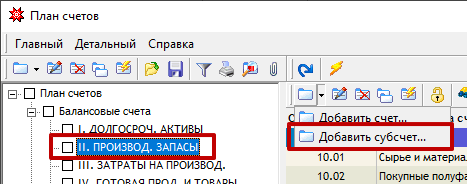 План счетов
Главный Детальный Справка
План счетов
Балансовые счета
I. ДОЛГОСРОЧ. АКТИВЫ
II. ПРОИЗВОД. ЗАПАСЫ
III. ЗАТРАТЫ НА ПРОИЗВОД.
IV. ГОТОВАЯ ПРОД. И ТОВАРЫ
Добавить счет...
Добавить субсчет...
10.01 Сырье и материа
10.02 Покупные полуфа